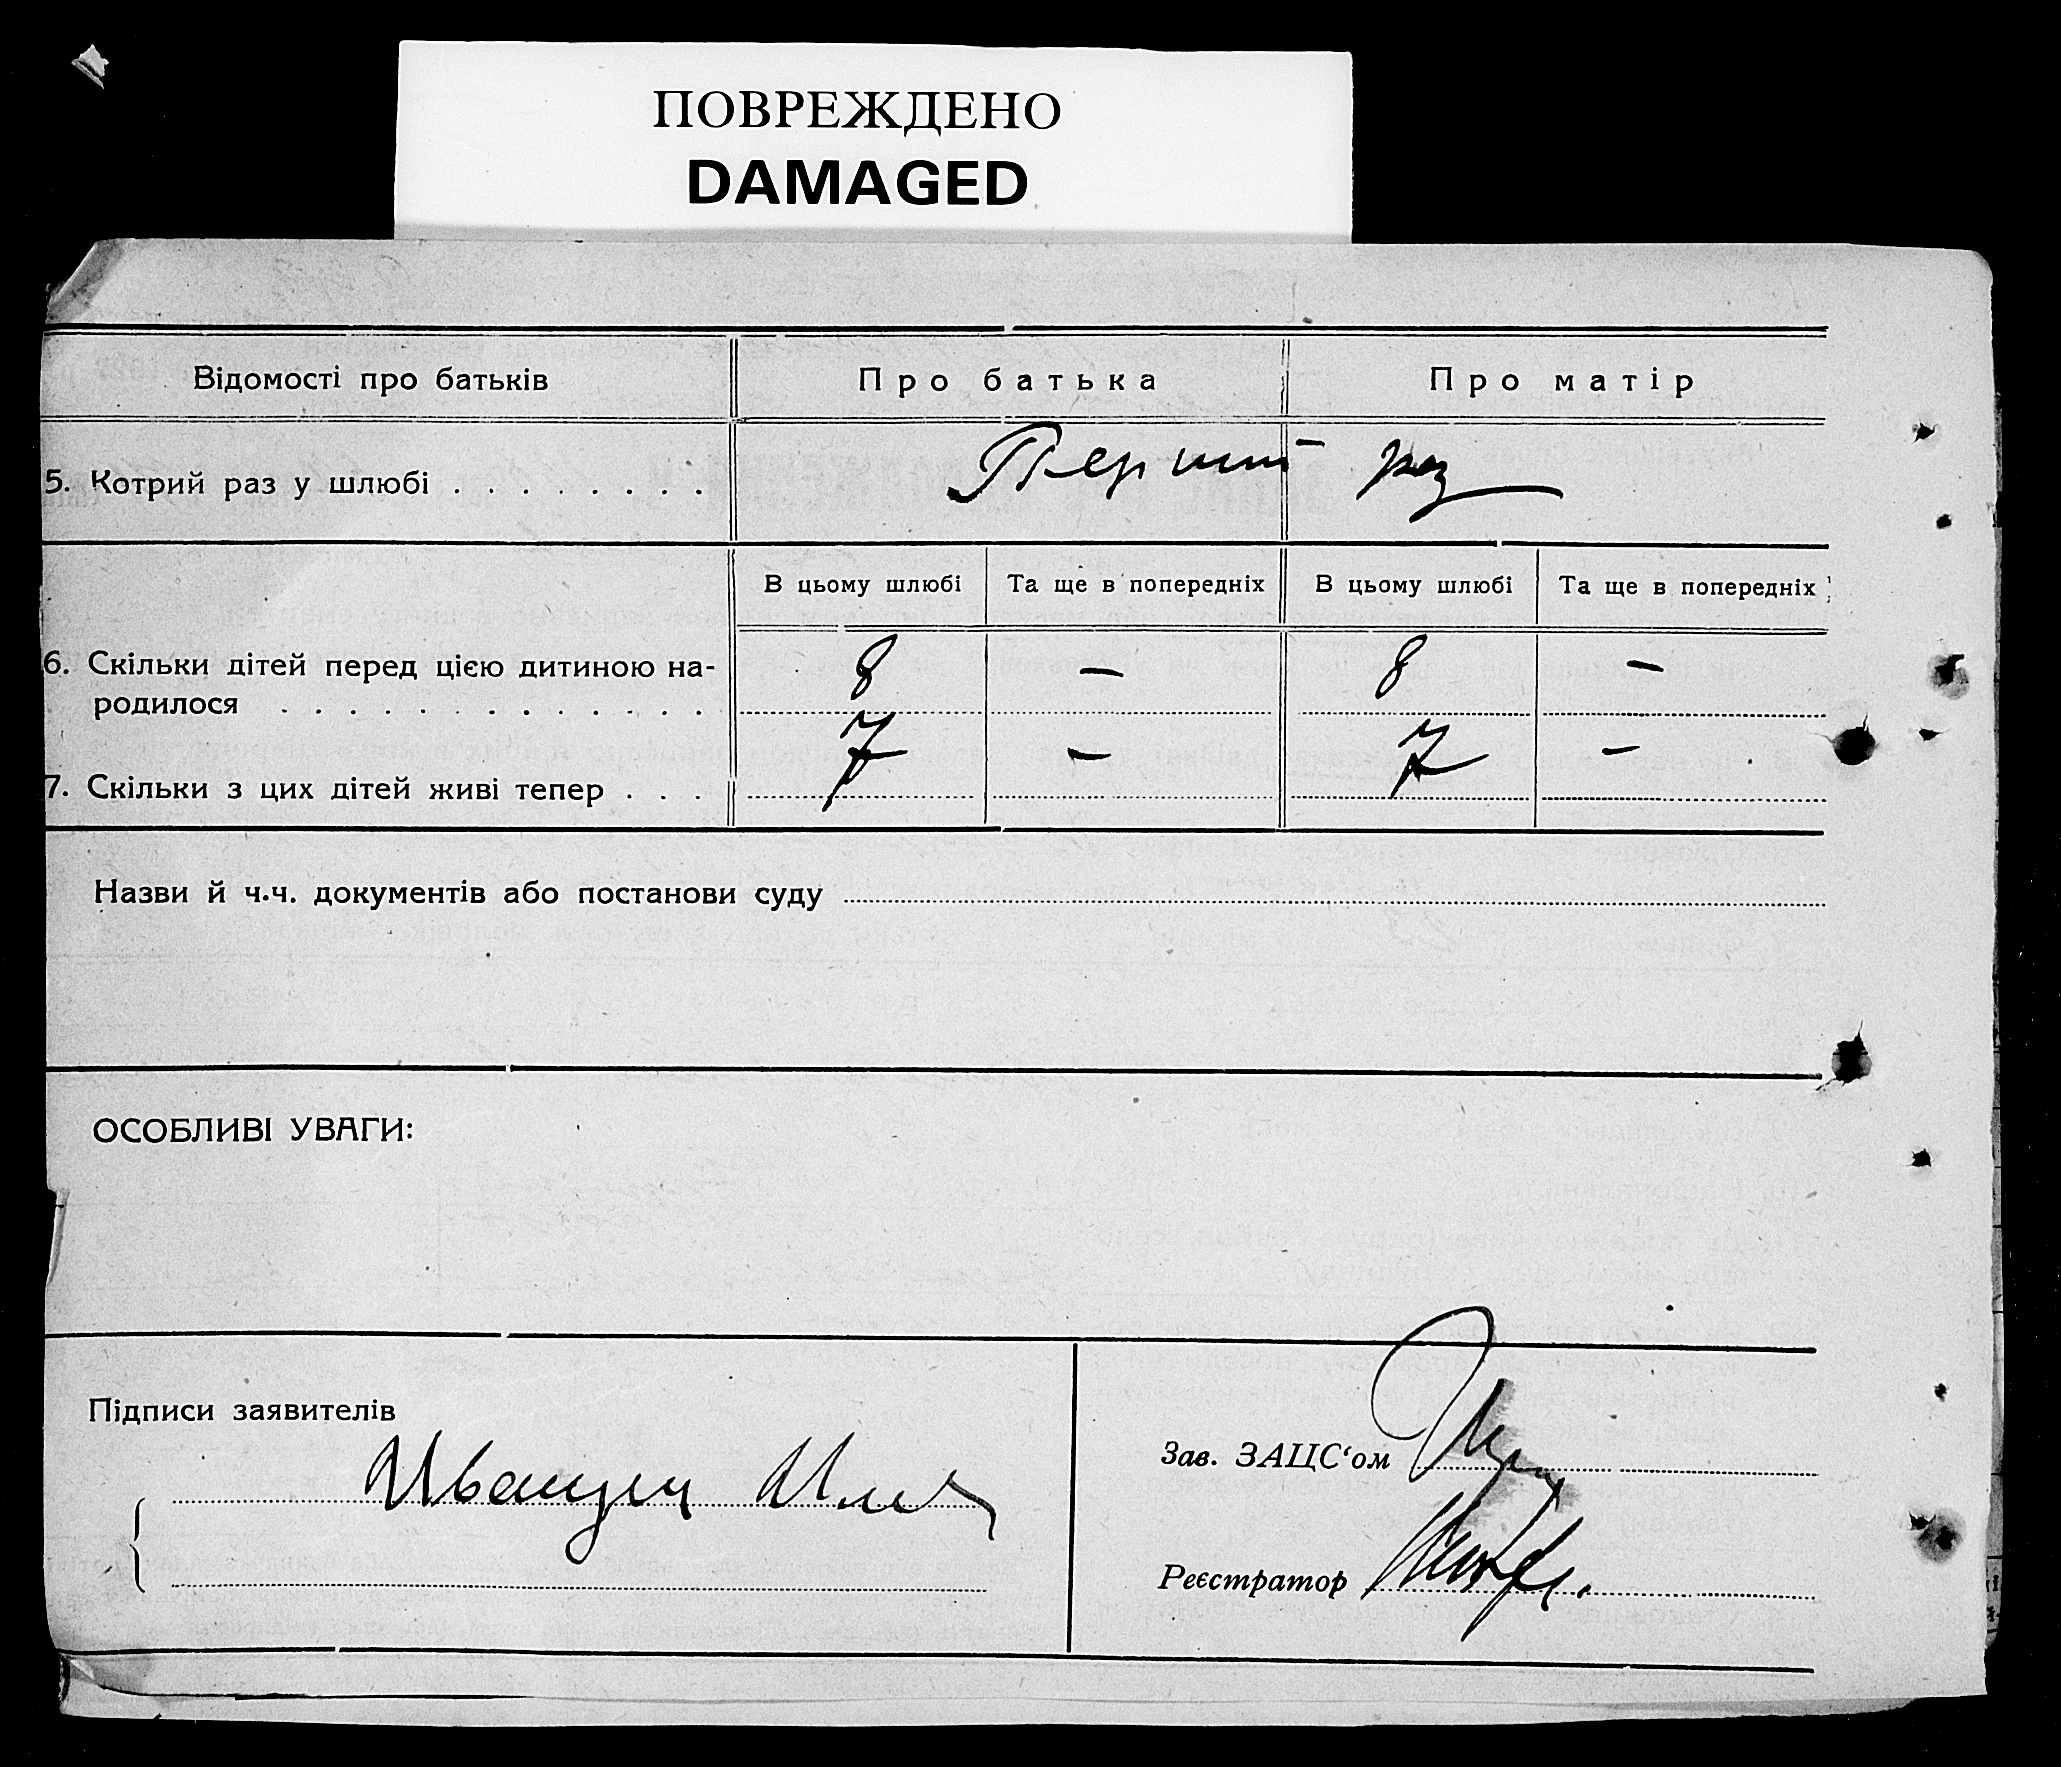 ПОВРЕЖДЕНО
DAMAGED
Відомості про батьків
Про батька
Про матір
5. Котрий раз у шлюбі . . . . . . . .
Перший раз
В цьому шлюбі
Та ще в попередніх
В цьому шлюбі
Та ще в попередніх
6. Скільки дітей перед цією дитиною на-
родилося . . . . . . . . . . . . .
8 – 8 –
7. Скільки з цих дітей живі тепер . . .
7 – 7 –
Назви й ч.ч. документів або постанови суду
ОСОБЛИВІ УВАГИ:
Підписи заявителів
Зав. ЗАЦС‘ом
Реєстратор